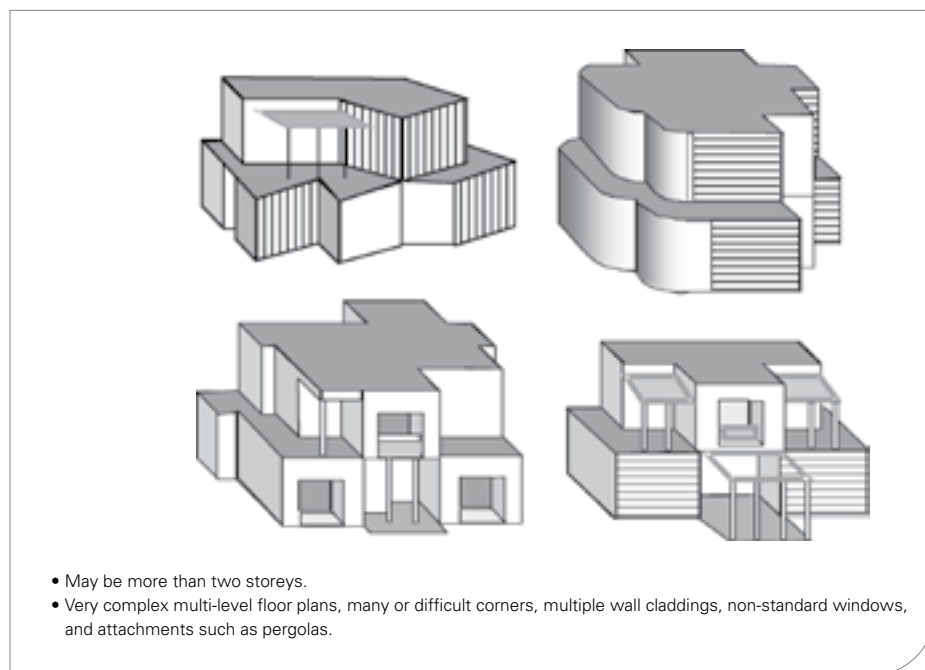 • May be more than two storeys.
• Very complex multi-level floor plans, many or difficult corners, multiple wall claddings, non-standard windows,
and attachments such as pergolas.